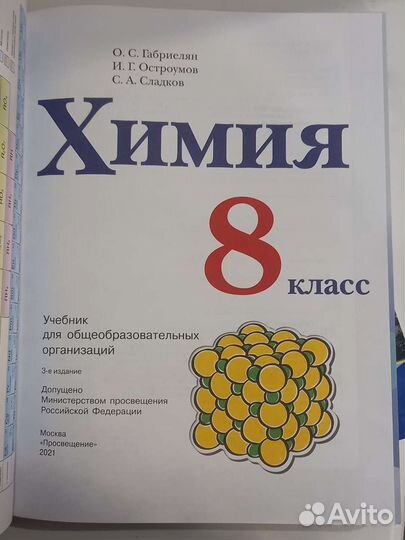 О. С. Габриелян
И. Г. Остроумов
С. А. Сладков
Химия
8
класс
Учебник
для общеобразовательных
организаций
3-е издание
Допущено
Министерством просвещения
Российской Федерации
Москва
«Просвещение»
2021
Avito